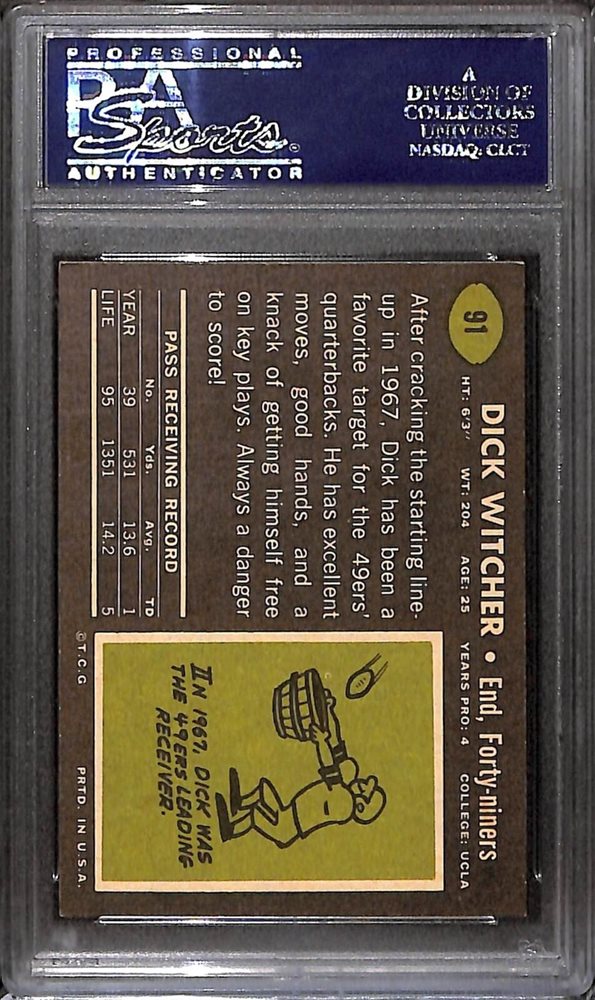 PROFESSIONAL
PSA
Sports
AUTHENTICATOR
A
DIVISION OF
COLLECTORS
UNIVERSE
NASDAQ: CLCT
91
DICK WITCHER • End, Forty-niners
HT: 6'3" WT: 204 AGE: 25 YEARS PRO: 4 COLLEGE: UCLA
After cracking the starting line-
up in 1967, Dick has been a
favorite target for the 49ers'
quarterbacks. He has excellent
moves, good hands, and a
knack of getting himself free
on key plays. Always a danger
to score!
PASS RECEIVING RECORD
No. Yds. Avg. TD
YEAR 39 531 13.6 1
LIFE 95 1351 14.2 5
IN 1967, DICK WAS
THE 49ERS LEADING
RECEIVER.
© T.C.G. PRTD. IN U.S.A.